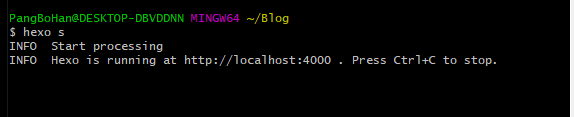 PangBoHan@DESKTOP-DBVDDNN MINGW64 ~/Blog
$ hexo s
INFO  Start processing
INFO  Hexo is running at http://localhost:4000 . Press Ctrl+C to stop.